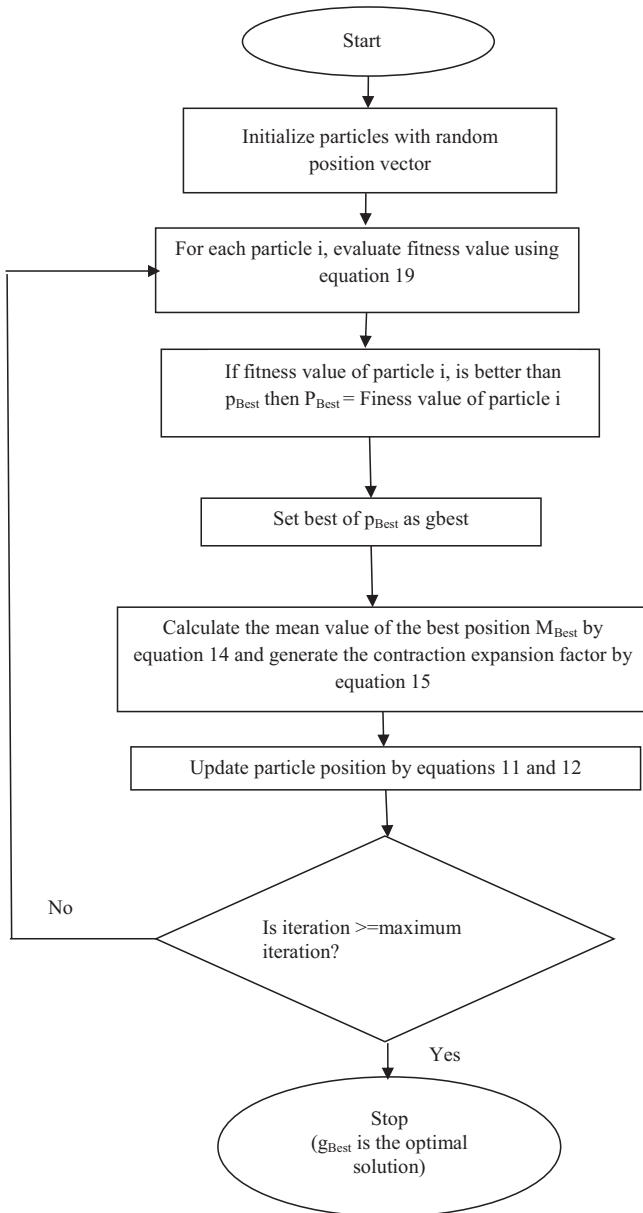 Start
Initialize particles with random
position vector
For each particle i, evaluate fitness value using
equation 19
If fitness value of particle i, is better than
pBest then PBest = Finess value of particle i
Set best of pBest as gbest
Calculate the mean value of the best position MBest by
equation 14 and generate the contraction expansion factor by
equation 15
Update particle position by equations 11 and 12
No
Is iteration >=maximum
iteration?
Yes
Stop
(gBest is the optimal
solution)